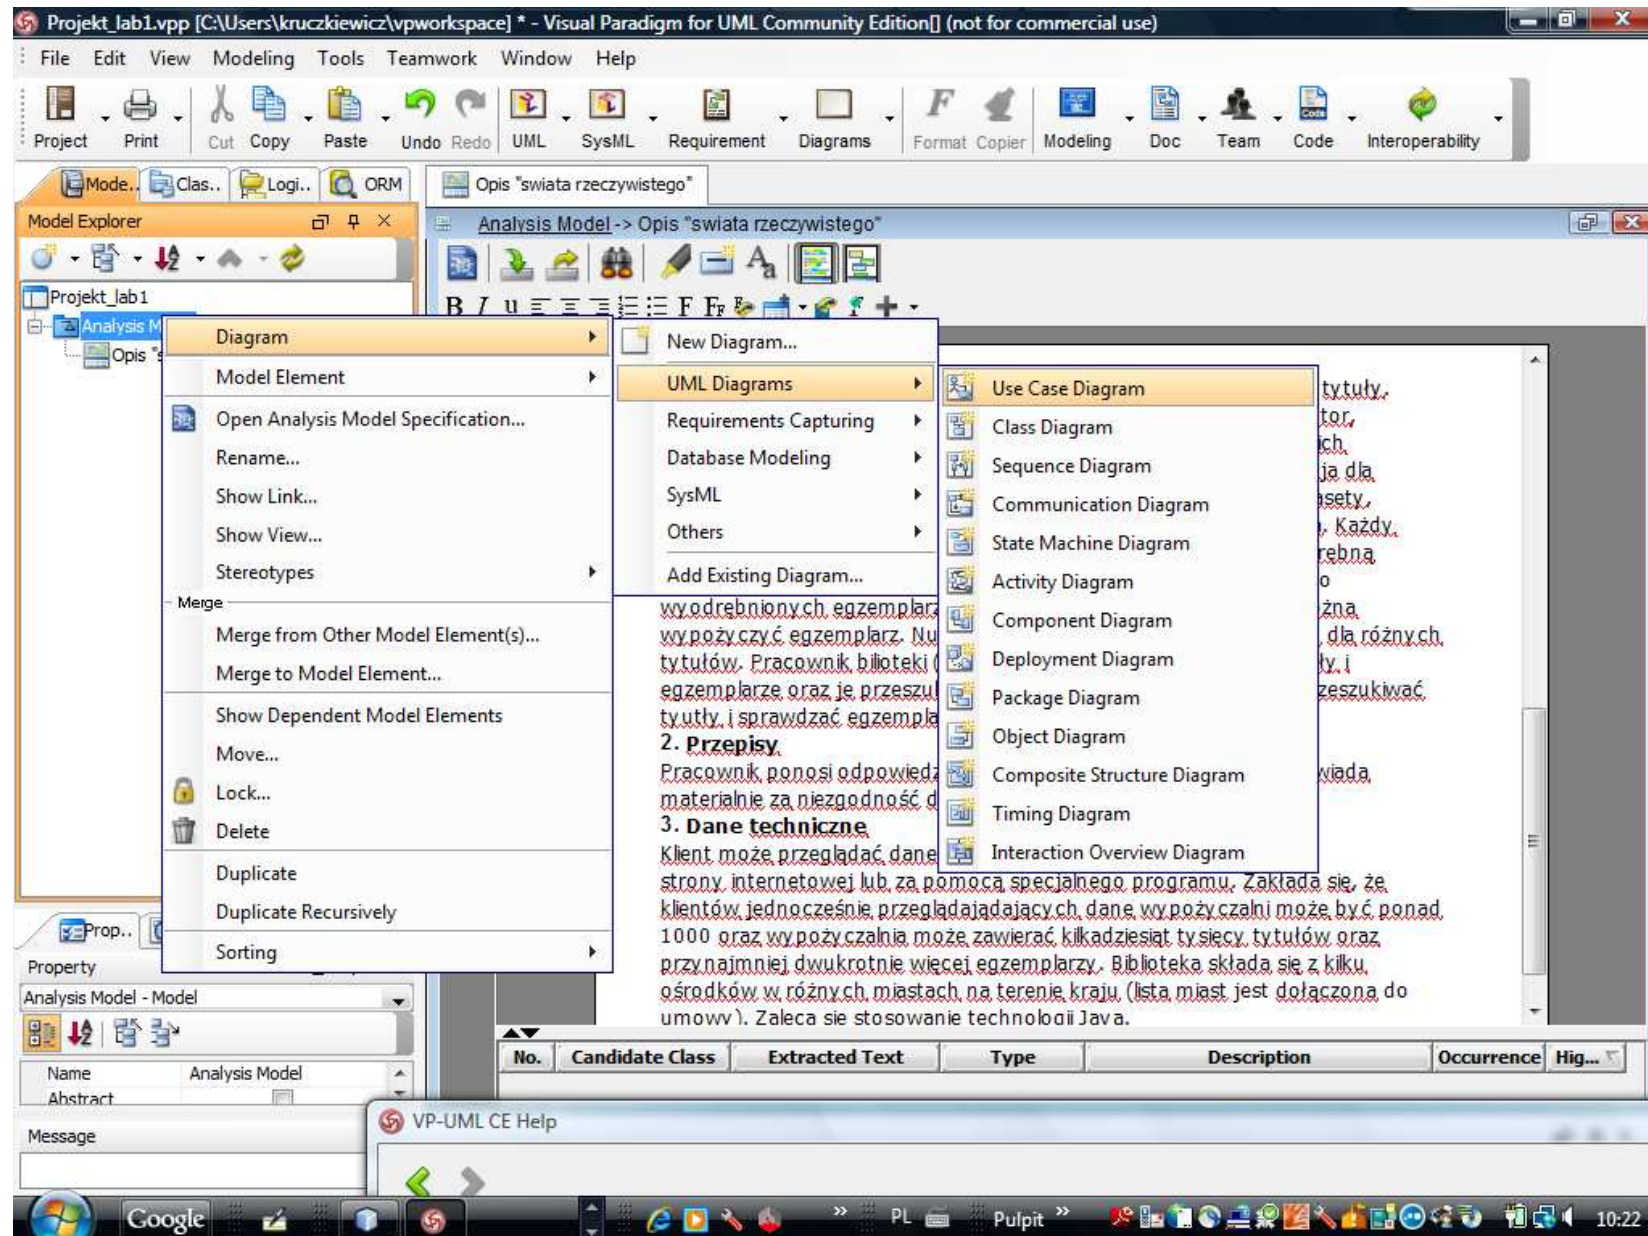 Projekt_lab1.vpp [C:\Users\kruczkiewicz\vpworkspace] * - Visual Paradigm for UML Community Edition[] (not for commercial use)
File Edit View Modeling Tools Teamwork Window Help
Project Print Cut Copy Paste Undo Redo UML SysML Requirement Diagrams Format Copier Modeling Doc Team Code Interoperability
Mode.. Clas.. Logi.. ORM Opis "swiata rzeczywistego"
Model Explorer
Analysis Model -> Opis "swiata rzeczywistego"
B I u F
Projekt_lab1
Analysis M
Opis "s
Diagram
Model Element
Open Analysis Model Specification...
Rename...
Show Link...
Show View...
Stereotypes
Merge
Merge from Other Model Element(s)...
Merge to Model Element...
Show Dependent Model Elements
Move...
Lock...
Delete
Duplicate
Duplicate Recursively
Sorting
New Diagram...
UML Diagrams
Requirements Capturing
Database Modeling
SysML
Others
Add Existing Diagram...
Use Case Diagram
Class Diagram
Sequence Diagram
Communication Diagram
State Machine Diagram
Activity Diagram
Component Diagram
Deployment Diagram
Package Diagram
Object Diagram
Composite Structure Diagram
Timing Diagram
Interaction Overview Diagram
tytuły,
tor,
ich
ja dla
asety,
. Każdy
rębną
o
wyodrębnionych egzemplarz żna
wypożyczyć egzemplarz. Nu dla różnych
tytułów. Pracownik bilioteki ( ły i
egzemplarze oraz je przeszul zeszukiwać
tyutły i sprawdzać egzempla
2. Przepisy
Pracownik ponosi odpowiedz wiada
materialnie za niezgodność d
3. Dane techniczne
Klient może przeglądać dane
strony internetowej lub za pomocą specjalnego programu. Zakłada się, że
klientów jednocześnie przeglądajądających dane wypożyczalni może być ponad
1000 oraz wypożyczalnia może zawierać kilkadziesiąt tysięcy tytułów oraz
przynajmniej dwukrotnie więcej egzemplarzy. Biblioteka składa się z kilku
ośrodków w różnych miastach na terenie kraju (lista miast jest dołączona do
umowy). Zaleca się stosowanie technologii Java.
No. Candidate Class Extracted Text Type Description Occurrence Hig...
Prop..
Property
Analysis Model - Model
Name Analysis Model
Abstract
Message
VP-UML CE Help
Google PL Pulpit 10:22